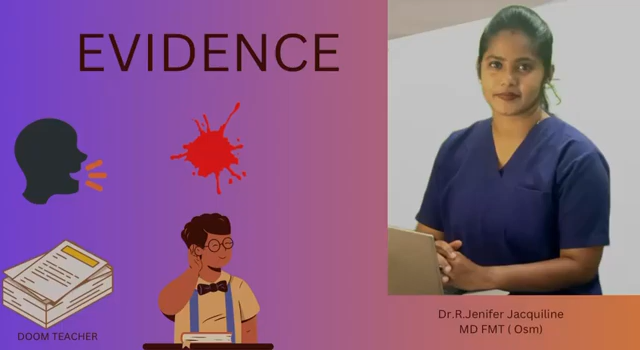 EVIDENCE
DOOM TEACHER
Dr.R.Jenifer Jacquiline
MD FMT ( Osm)